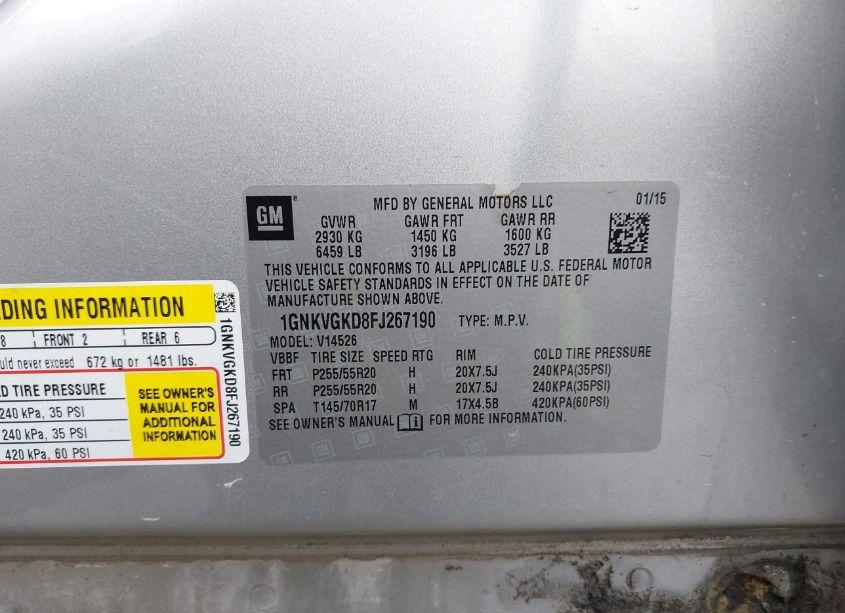 GM
MFD BY GENERAL MOTORS LLC 01/15
GVWR GAWR FRT GAWR RR
2930 KG 1450 KG 1600 KG
6459 LB 3196 LB 3527 LB
THIS VEHICLE CONFORMS TO ALL APPLICABLE U.S. FEDERAL MOTOR
VEHICLE SAFETY STANDARDS IN EFFECT ON THE DATE OF
MANUFACTURE SHOWN ABOVE.
1GNKVGKD8FJ267190 TYPE: M.P.V.
MODEL: V14526
VBBF TIRE SIZE SPEED RTG RIM COLD TIRE PRESSURE
FRT P255/55R20 H 20X7.5J 240KPA(35PSI)
RR P255/55R20 H 20X7.5J 240KPA(35PSI)
SPA T145/70R17 M 17X4.5B 420KPA(60PSI)
SEE OWNER'S MANUAL FOR MORE INFORMATION.
ADING INFORMATION
8 FRONT 2 REAR 6
ould never exceed 672 kg or 1481 lbs.
D TIRE PRESSURE
240 kPa, 35 PSI
240 kPa, 35 PSI
420 kPa, 60 PSI
SEE OWNER'S
MANUAL FOR
ADDITIONAL
INFORMATION
1GNKVGKD8FJ267190